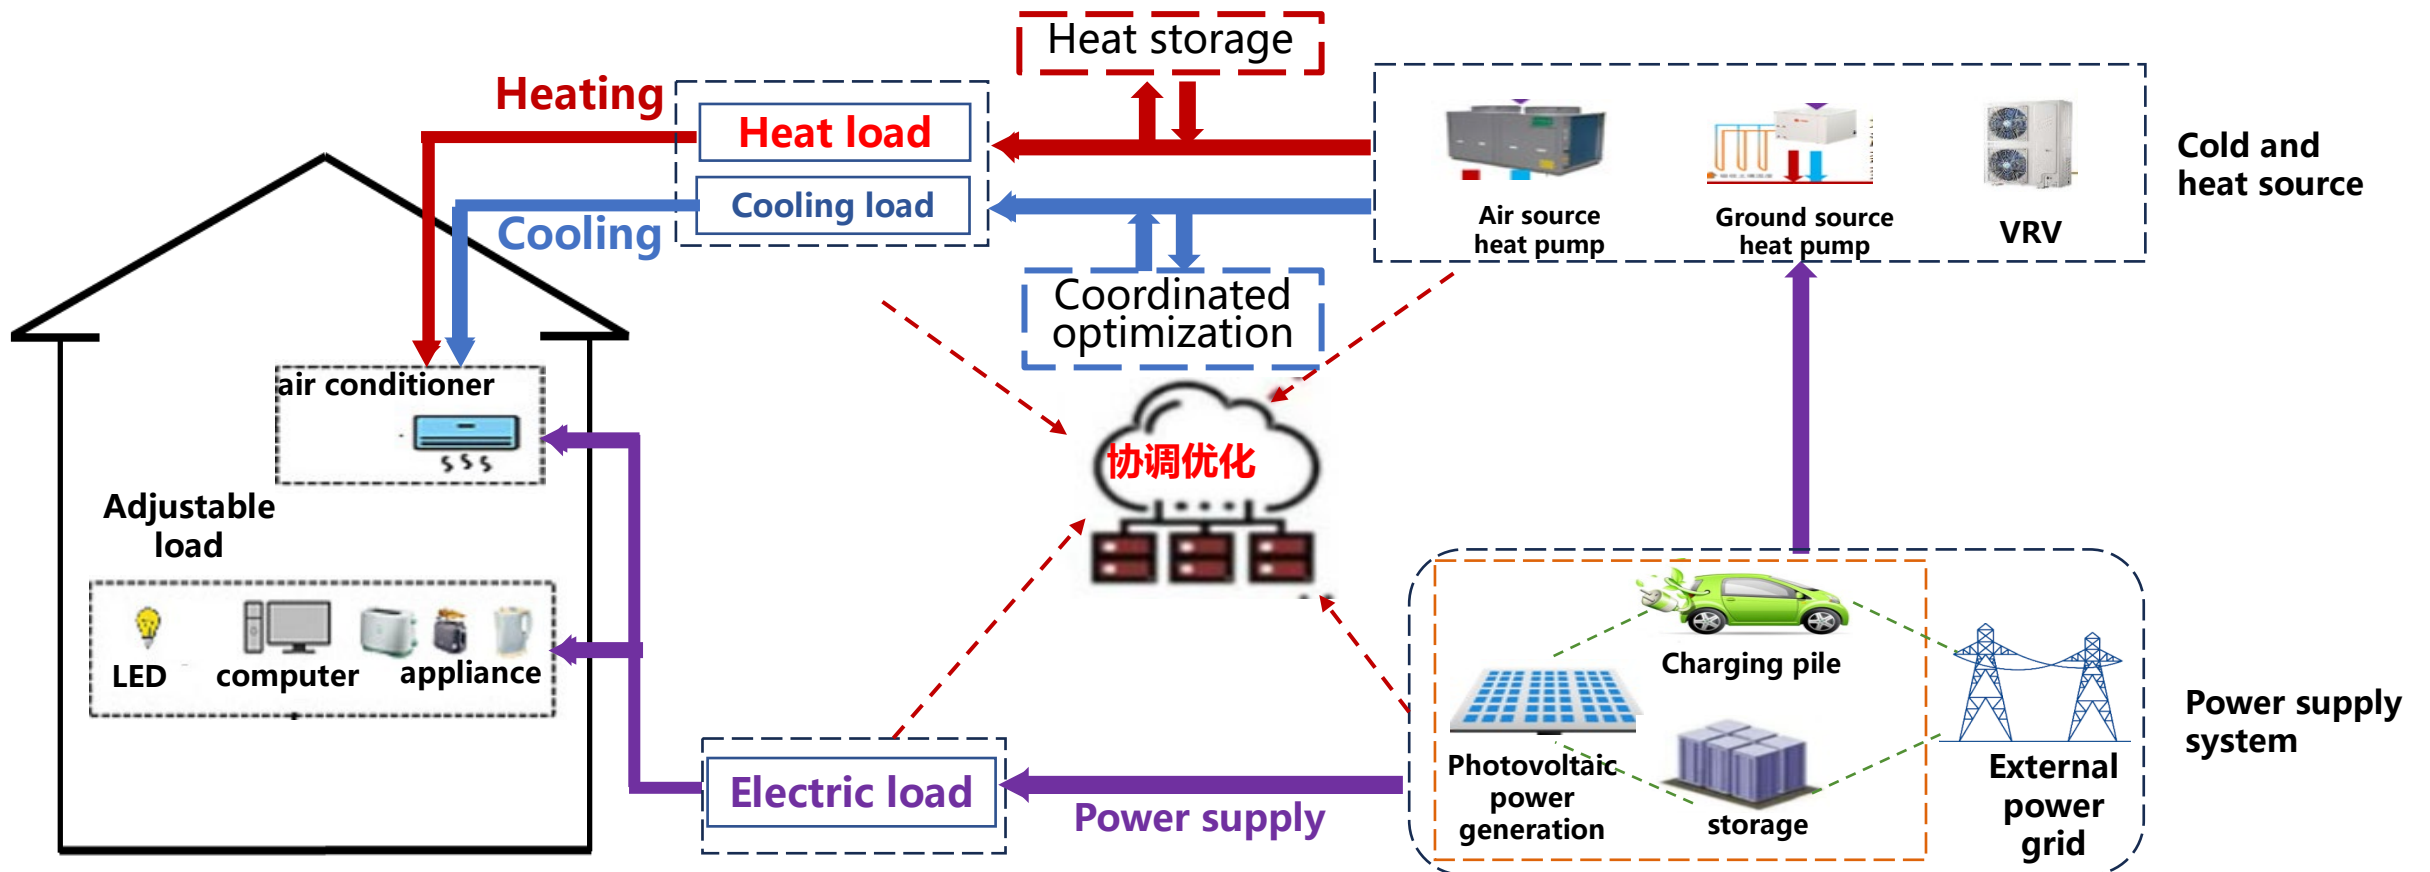 Heat storage
Heating
Heat load
Cooling load
Cooling
Coordinated
optimization
Air source
heat pump
Ground source
heat pump
VRV
Cold and
heat source
air conditioner
协调优化
Adjustable
load
LED
computer
appliance
Electric load
Power supply
Charging pile
Photovoltaic
power
generation
storage
External
power
grid
Power supply
system